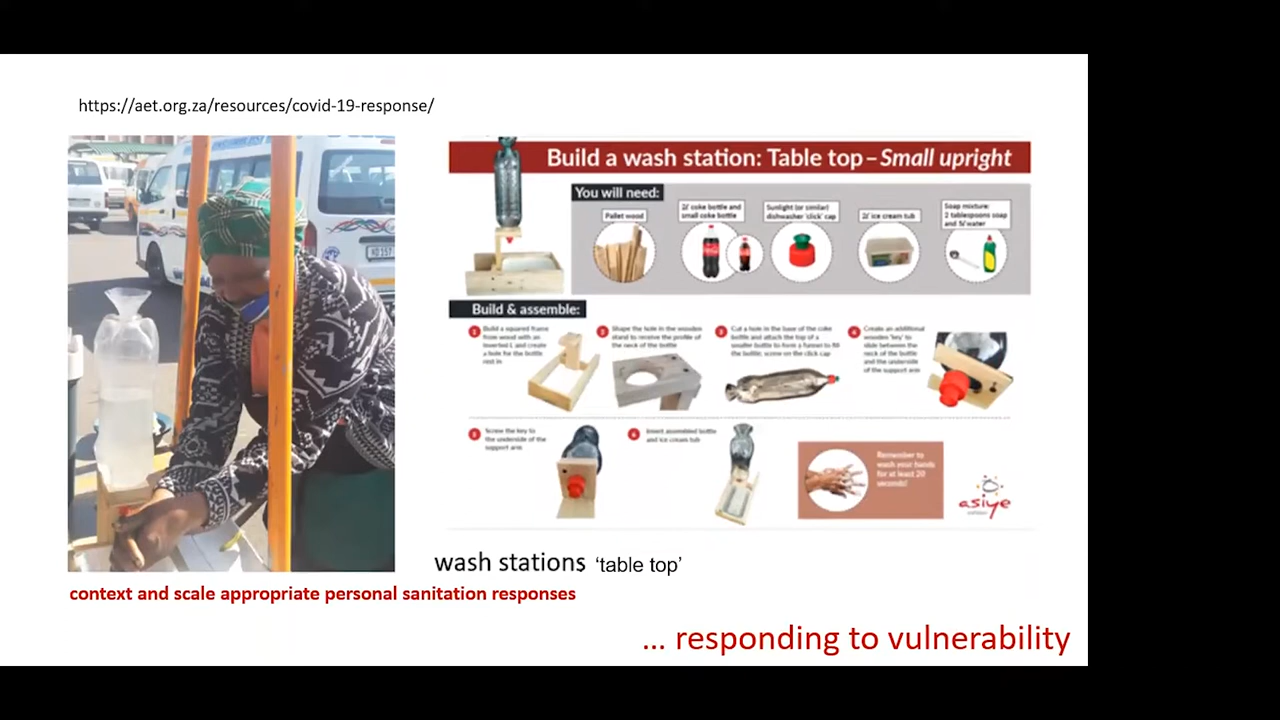 https://aet.org.za/resources/covid-19-response/
Build a wash station: Table top – Small upright
You will need:
Pallet wood
2ℓ coke bottle and
small coke bottle
Sunlight (or similar)
dishwasher 'click' cap
2ℓ ice cream tub
Soap mixture:
2 tablespoons soap
and water
Build & assemble:
1 Build a squared frame
from wood with an
inverted L and create
a hole for the bottle
rest in
2 Shape the hole in the wooden
stand to receive the profile of
the neck of the bottle
3 Cut a hole in the base of the coke
bottle and attach the top of a
smaller bottle to form a funnel to fill
the bottle; screw on the click cap
4 Create an additional
wooden 'key' to
slide between the
neck of the bottle
and the underside
of the support arm
5 Screw the key to
the underside of the
support arm
6 Insert assembled bottle
and ice cream tub
Remember to
wash your hands
for at least 20
seconds!
asiye
wash stations 'table top'
context and scale appropriate personal sanitation responses
... responding to vulnerability